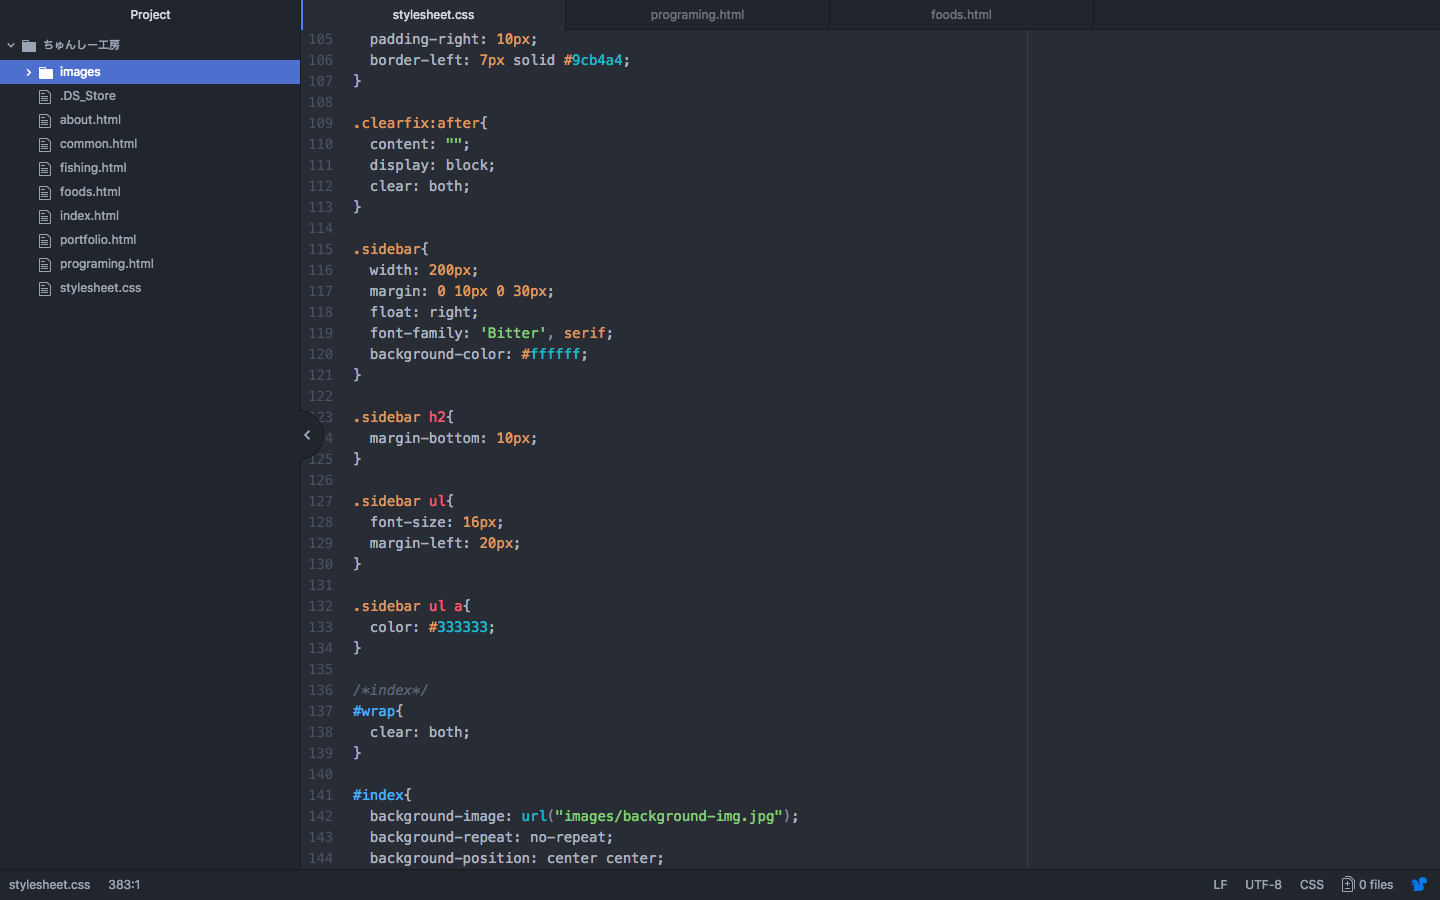 Project
stylesheet.css
programing.html
foods.html
ちゅんしー工房
images
.DS_Store
about.html
common.html
fishing.html
foods.html
index.html
portfolio.html
programing.html
stylesheet.css
105 padding-right: 10px;
106 border-left: 7px solid #9cb4a4;
107 }
108
109 .clearfix:after{
110 content: "";
111 display: block;
112 clear: both;
113 }
114
115 .sidebar{
116 width: 200px;
117 margin: 0 10px 0 30px;
118 float: right;
119 font-family: 'Bitter', serif;
120 background-color: #ffffff;
121 }
122
23 .sidebar h2{
4 margin-bottom: 10px;
125 }
126
127 .sidebar ul{
128 font-size: 16px;
129 margin-left: 20px;
130 }
131
132 .sidebar ul a{
133 color: #333333;
134 }
135
136 /*index*/
137 #wrap{
138 clear: both;
139 }
140
141 #index{
142 background-image: url("images/background-img.jpg");
143 background-repeat: no-repeat;
144 background-position: center center;
stylesheet.css 383:1
LF UTF-8 CSS 0 files